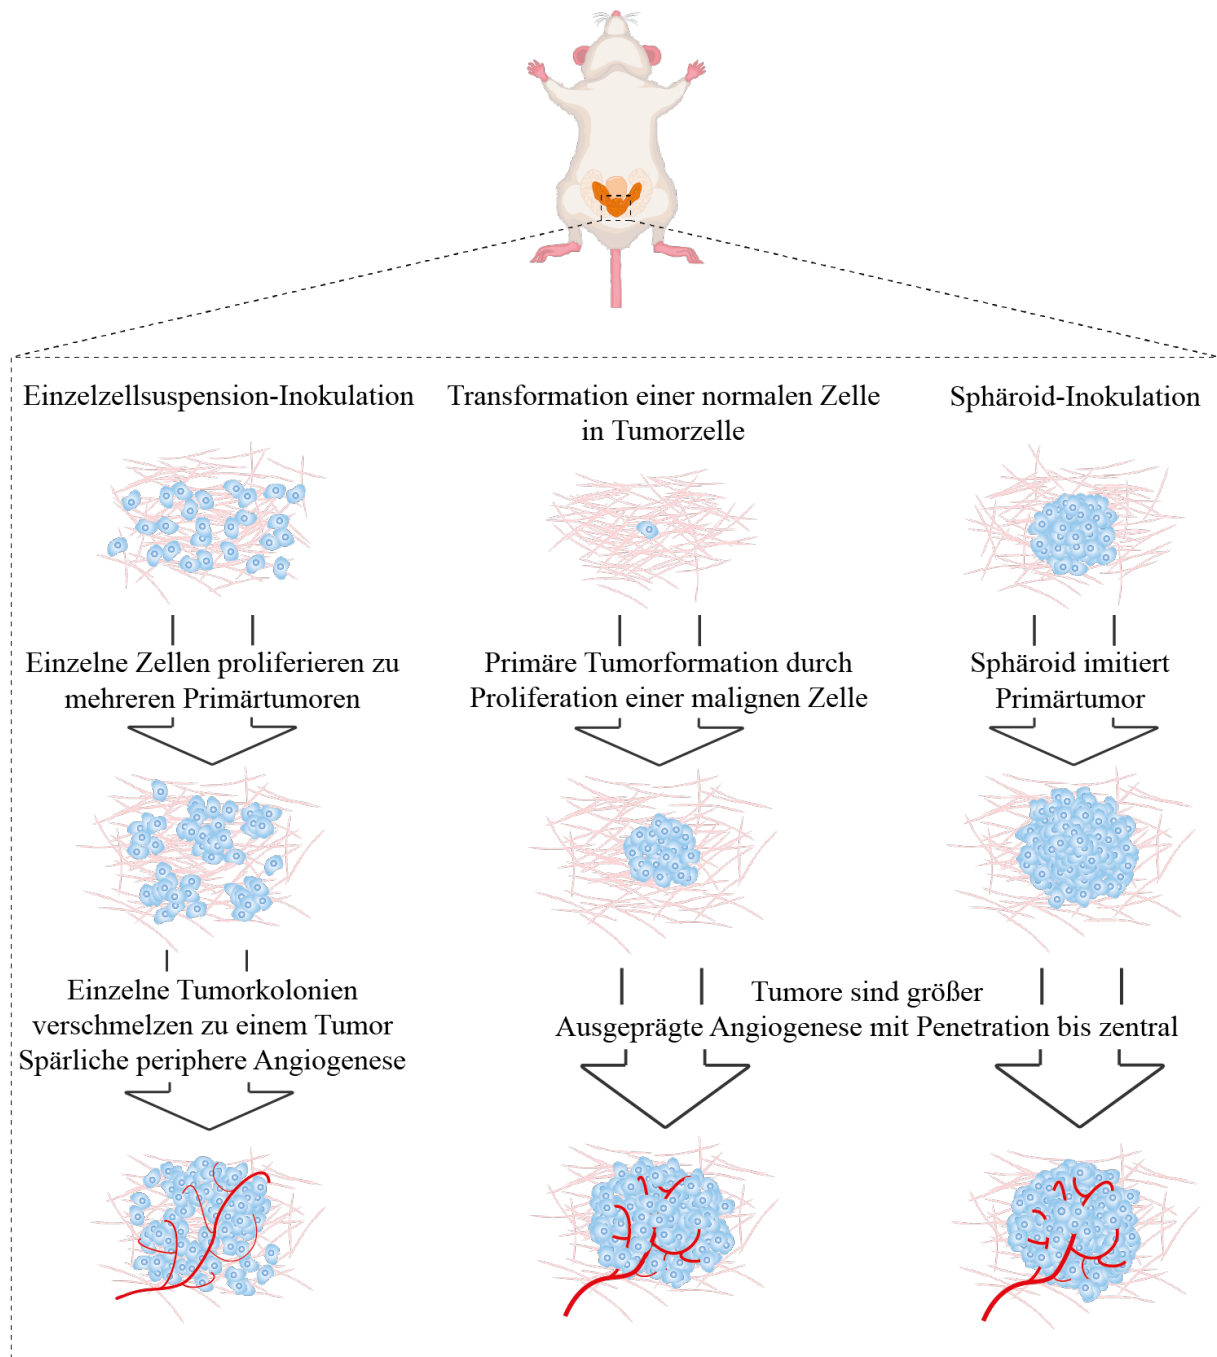 Einzelzellsuspension-Inokulation
Transformation einer normalen Zelle
in Tumorzelle
Sphäroid-Inokulation
Einzelne Zellen proliferieren zu
mehreren Primärtumoren
Primäre Tumorformation durch
Proliferation einer malignen Zelle
Sphäroid imitiert
Primärtumor
Einzelne Tumorkolonien
verschmelzen zu einem Tumor
Spärliche periphere Angiogenese
Tumore sind größer
Ausgeprägte Angiogenese mit Penetration bis zentral